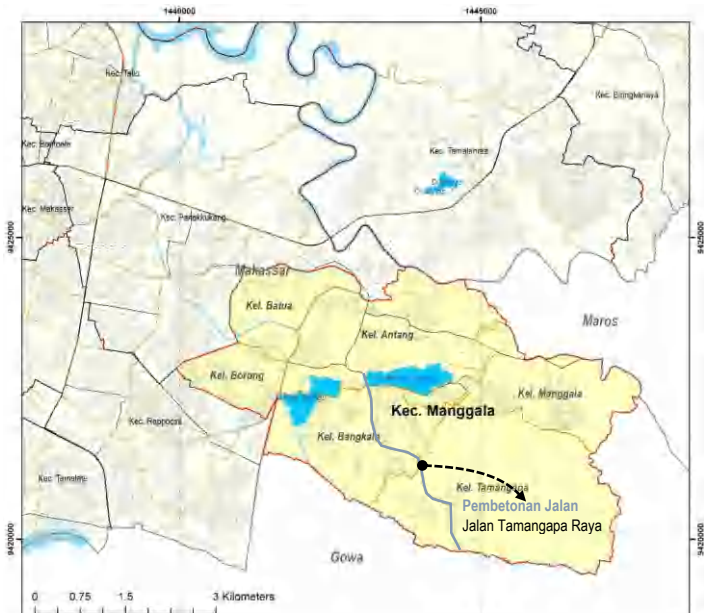 1440000
1445000
Kec. Tallo
Kec. Biringkanaya
Kec. Bontoala
Kec. Tamalanrea
Kec. Makassar
Kec. Panakkukang
9425000
9425000
Makassar
Kel. Batua
Maros
Kel. Antang
Kel. Borong
Kel. Manggala
Kec. Manggala
Kec. Rappocini
Kel. Bangkala
Kec. Tamalate
Kel. Tamangapa
Pembetonan Jalan
Jalan Tamangapa Raya
9420000
9420000
Gowa
0 0.75 1.5 3 Kilometers